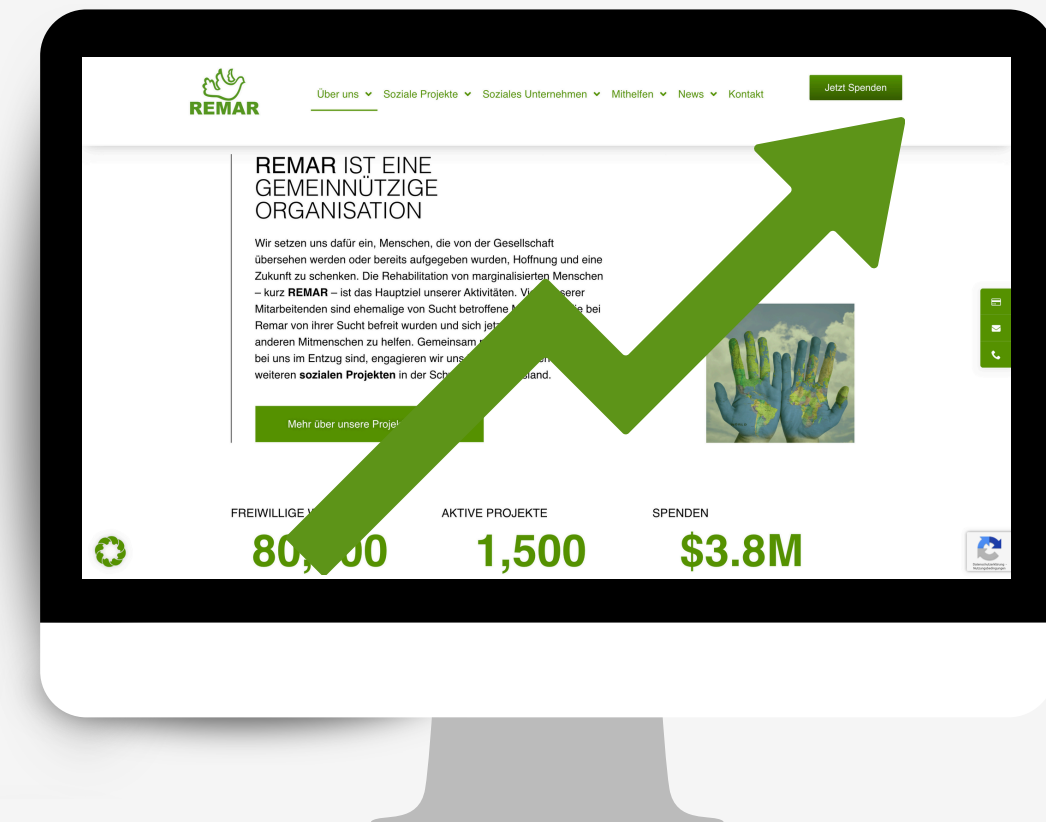 REMAR
Über uns Soziale Projekte Soziales Unternehmen Mithelfen News Kontakt
Jetzt Spenden
REMAR IST EINE
GEMEINNÜTZIGE
ORGANISATION
Wir setzen uns dafür ein, Menschen, die von der Gesellschaft
übersehen werden oder bereits aufgegeben wurden, Hoffnung und eine
Zukunft zu schenken. Die Rehabilitation von marginalisierten Menschen
– kurz REMAR – ist das Hauptziel unserer Aktivitäten.
Mitarbeitenden sind ehemalige von Sucht betroffene bei
Remar von ihrer Sucht befreit wurden und sich
anderen Mitmenschen zu helfen. Gemeinsam
bei uns im Entzug sind, engagieren wir
weiteren sozialen Projekten in der
Mehr über unsere
FREIWILLIGE
AKTIVE PROJEKTE
SPENDEN
1,500
$3.8M